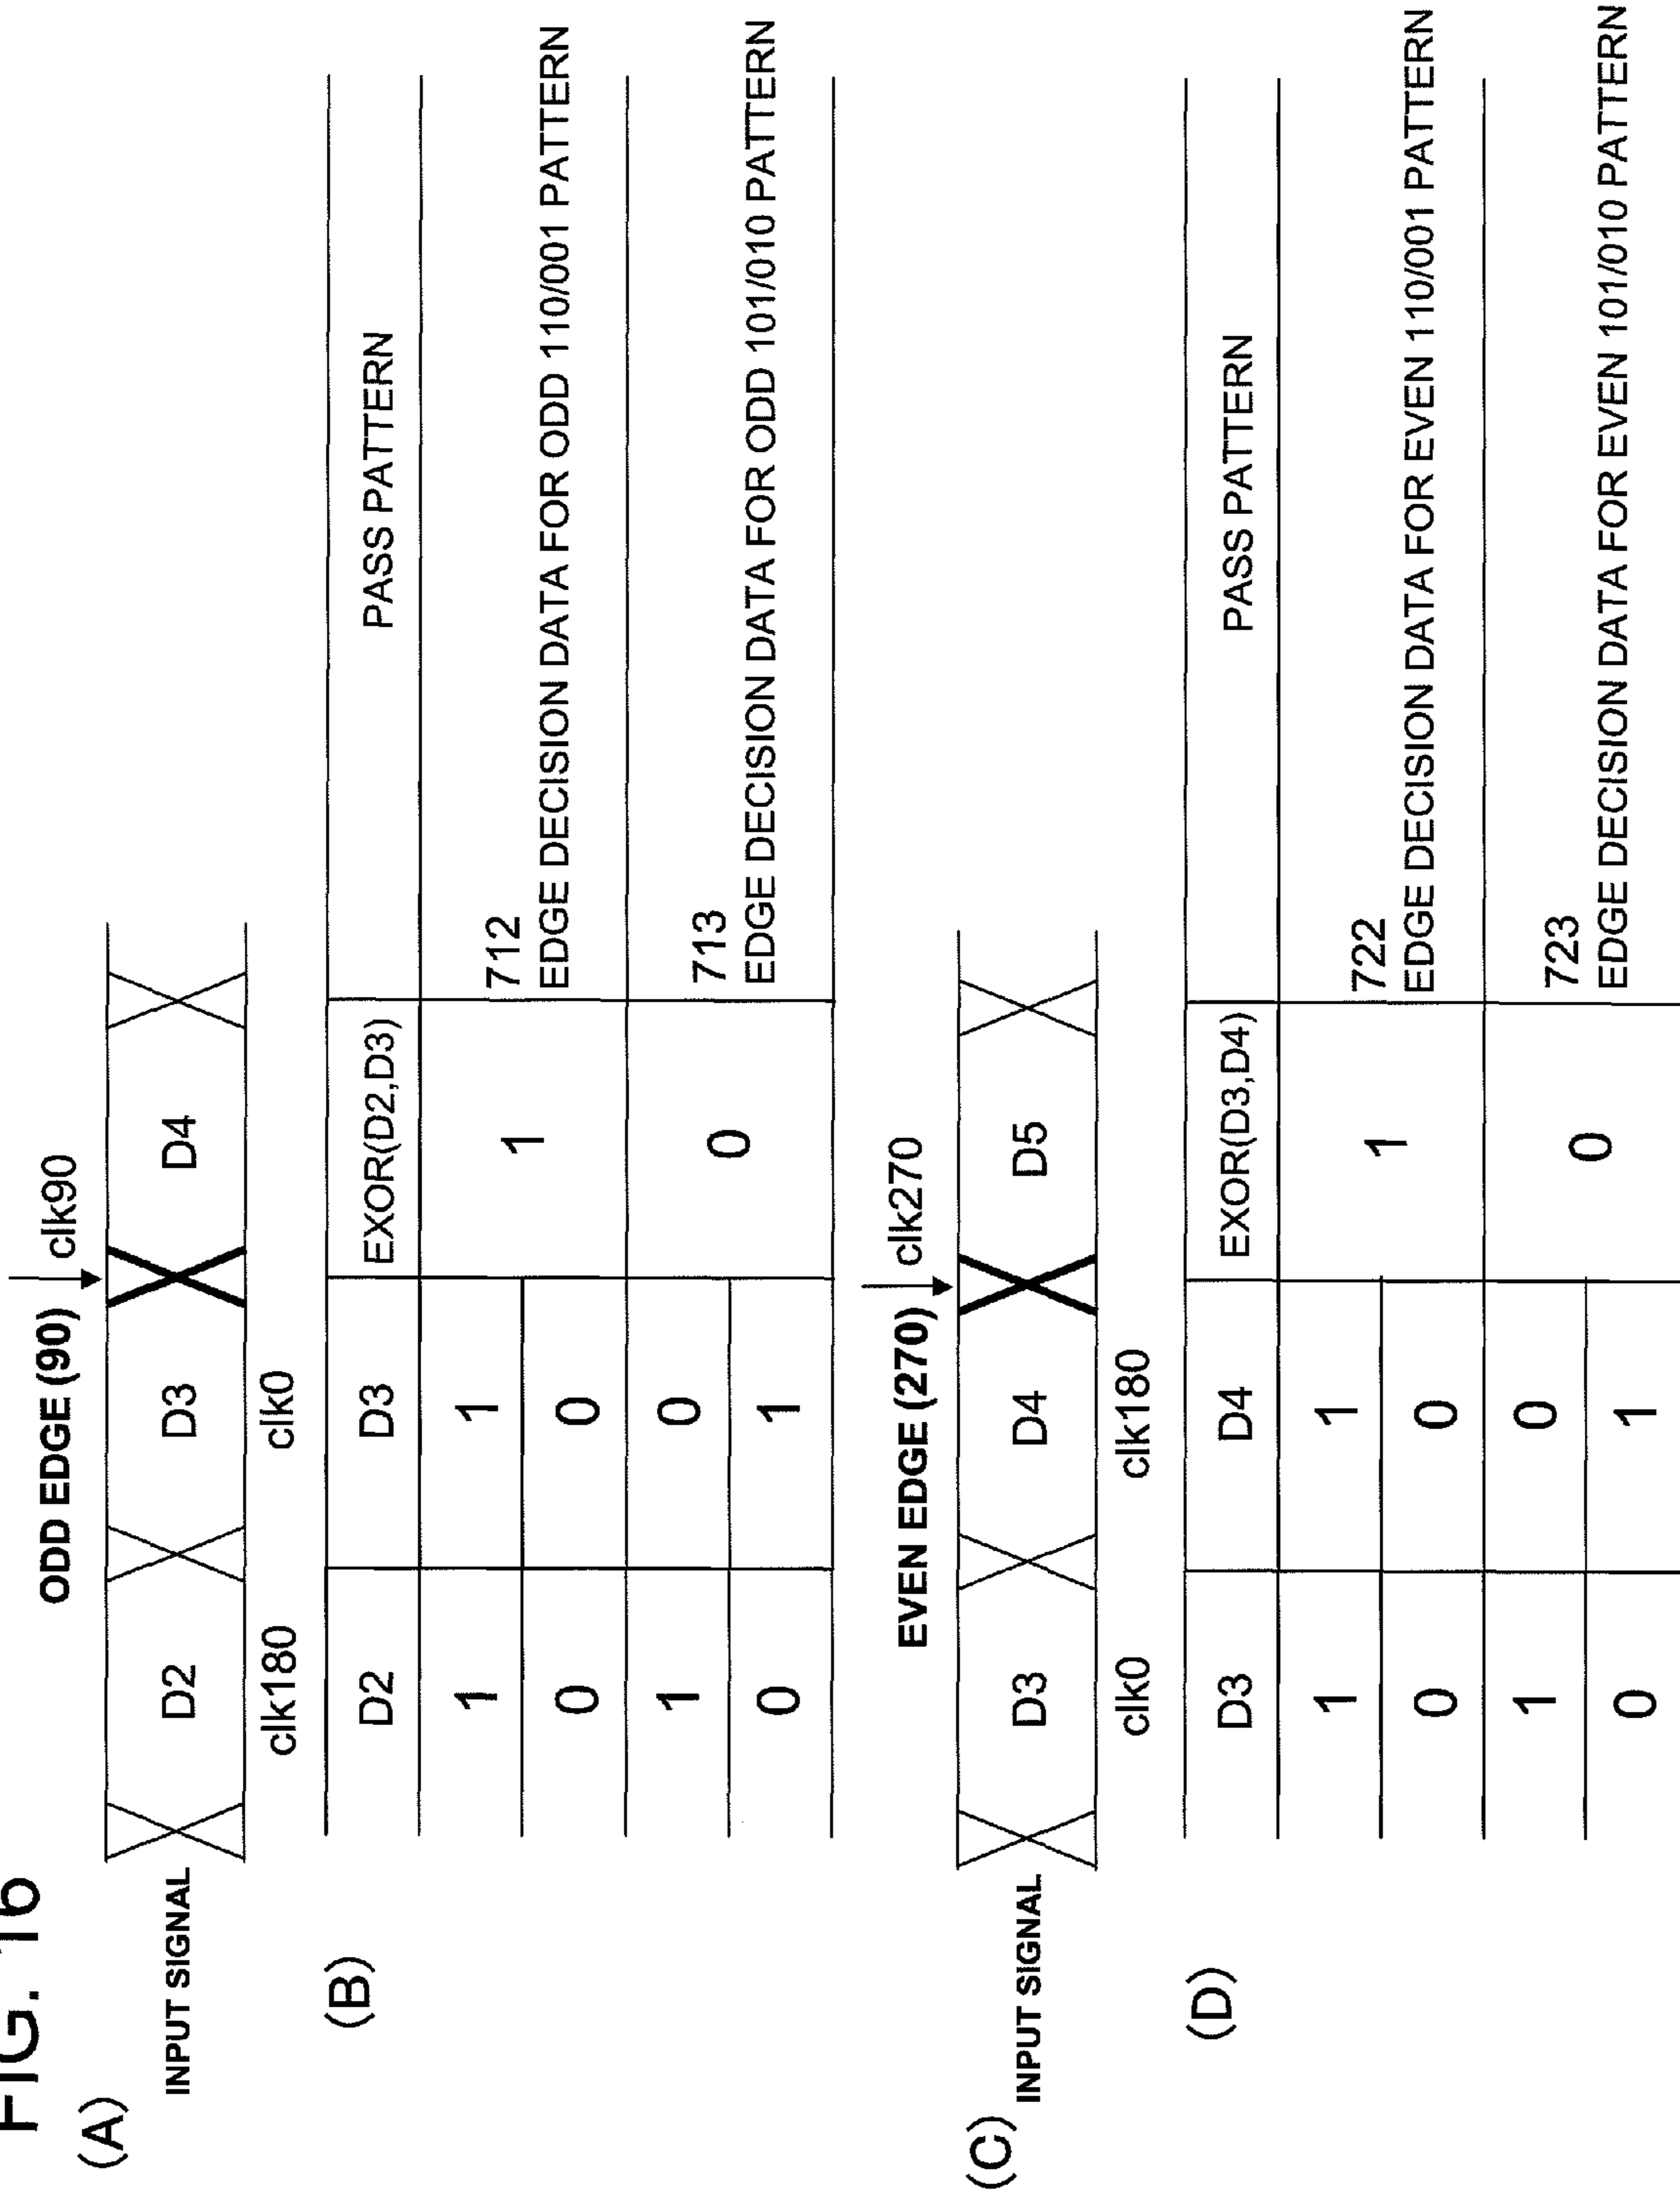 FIG. 16
(A)
ODD EDGE (90) clk90
INPUT SIGNAL D2 D3 D4
clk180 clk0
(B)
D2 D3 EXOR(D2,D3) PASS PATTERN
1 1 1 712
EDGE DECISION DATA FOR ODD 110/001 PATTERN
0 0
1 0 0 713
EDGE DECISION DATA FOR ODD 101/010 PATTERN
0 1
(C)
EVEN EDGE (270) clk270
INPUT SIGNAL D3 D4 D5
clk0 clk180
(D)
D3 D4 EXOR(D3,D4) PASS PATTERN
1 1 1 722
EDGE DECISION DATA FOR EVEN 110/001 PATTERN
0 0
1 0 0 723
EDGE DECISION DATA FOR EVEN 101/010 PATTERN
0 1